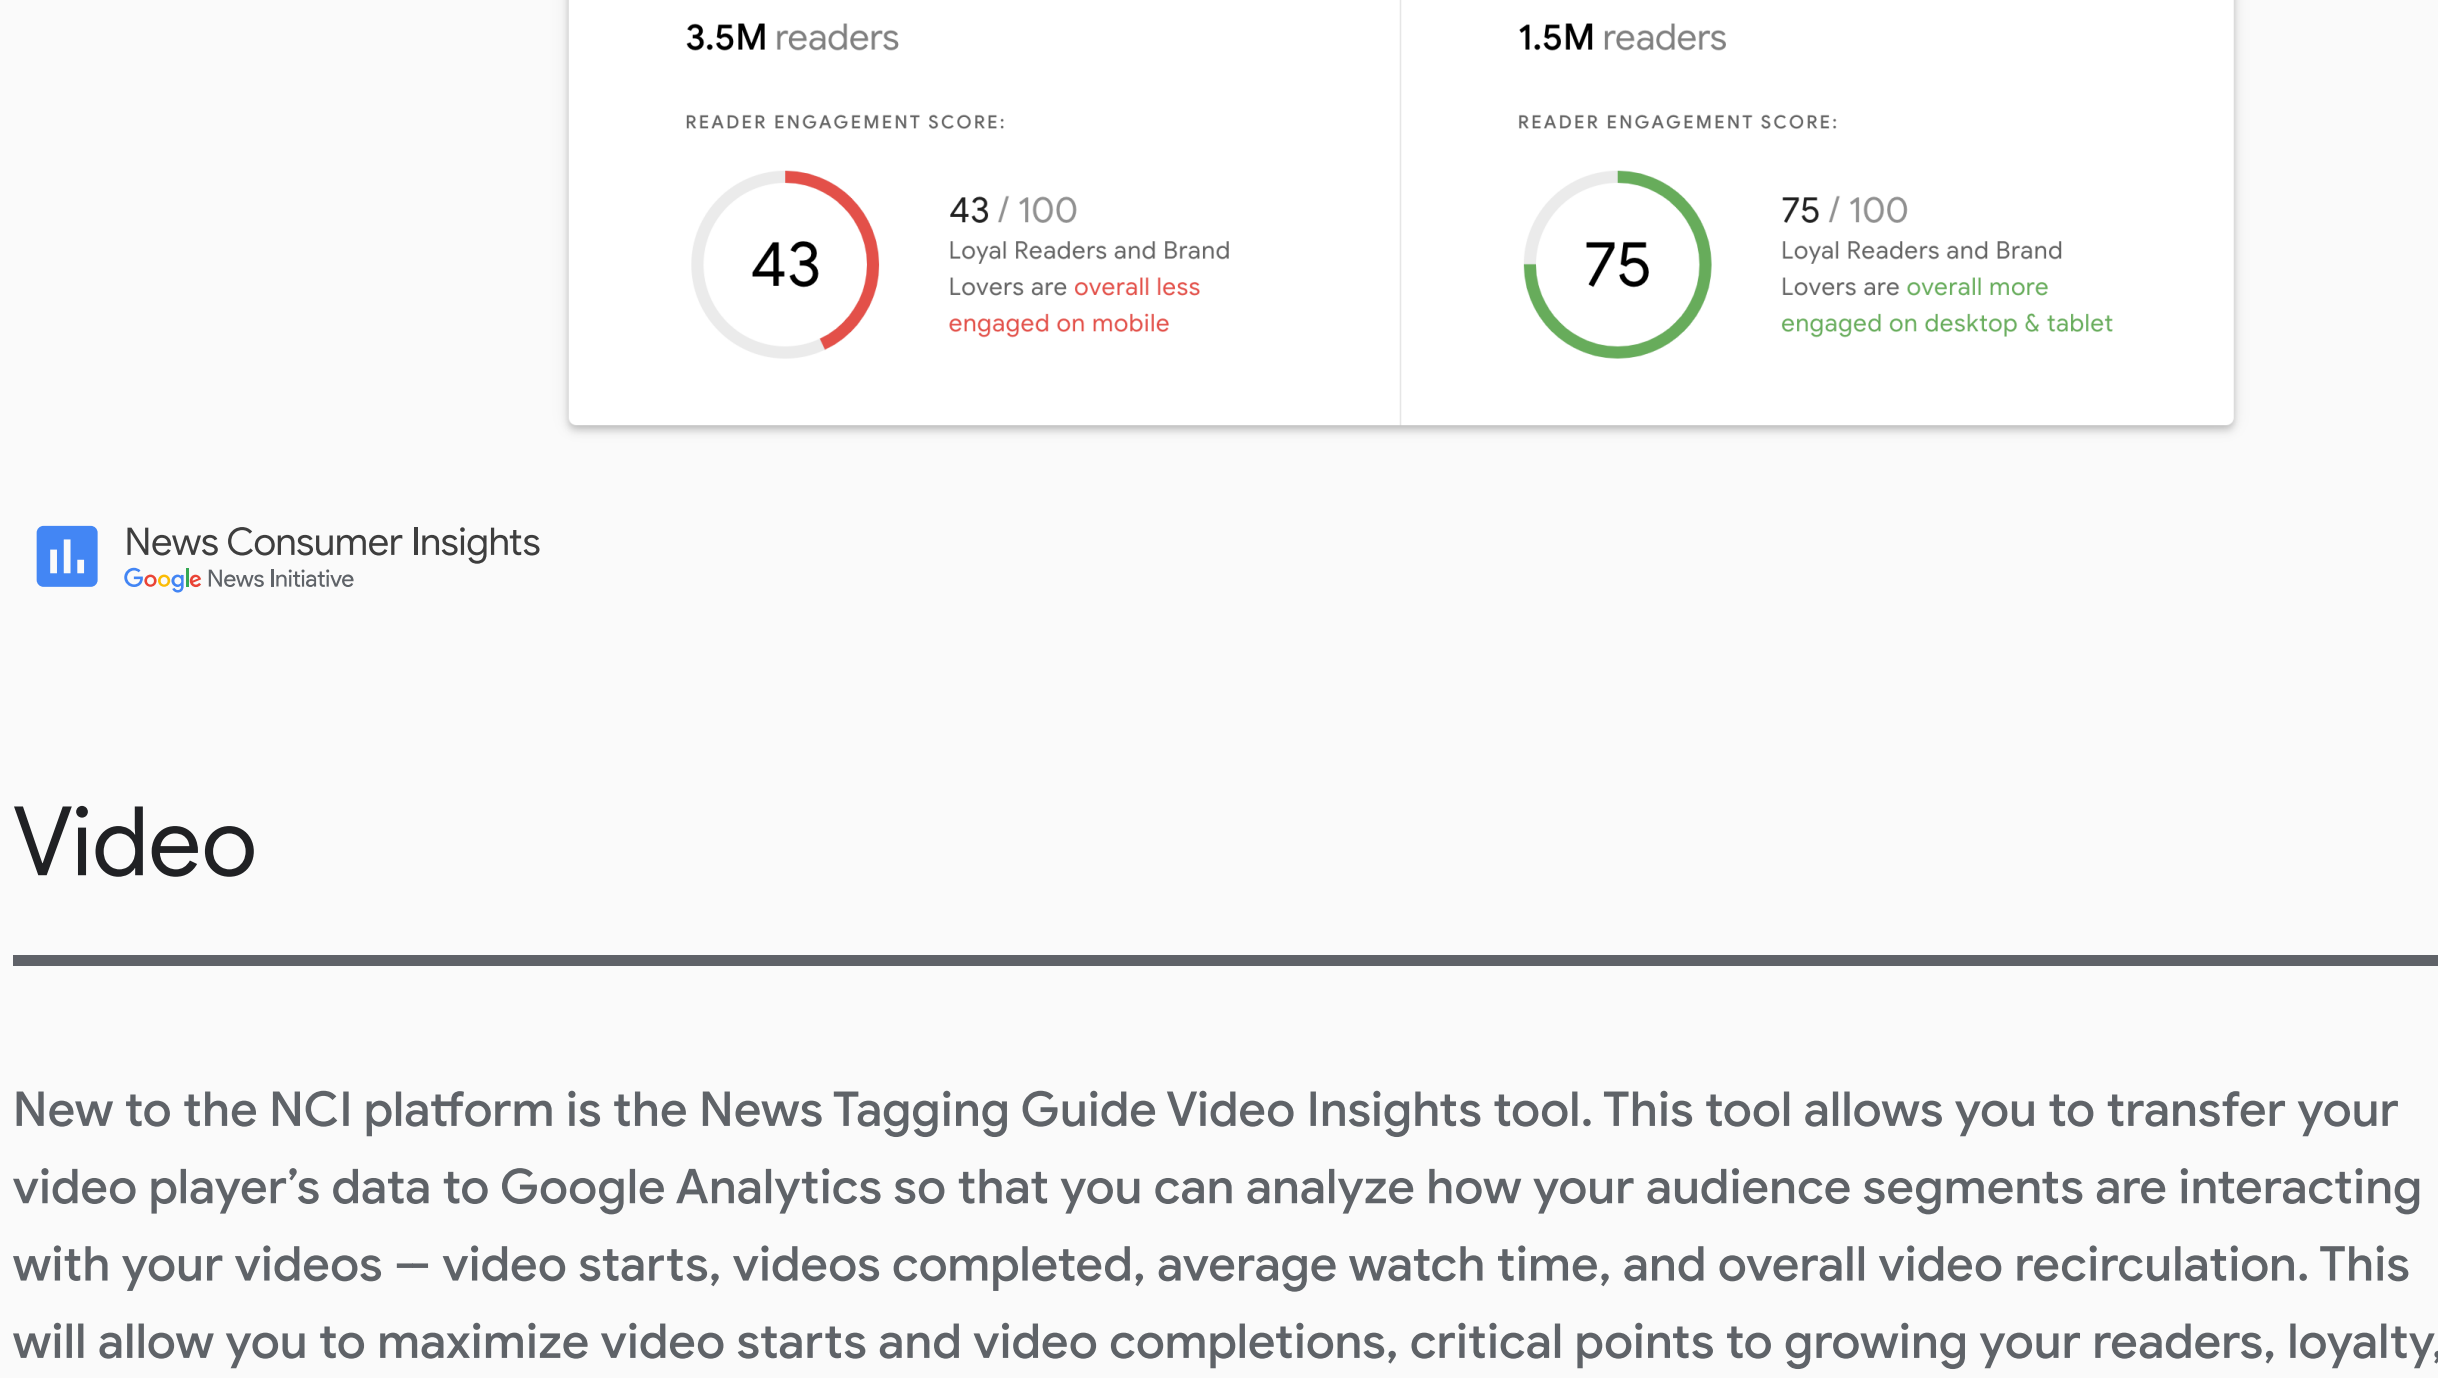 3.5M readers
READER ENGAGEMENT SCORE:
43
43 / 100
Loyal Readers and Brand
Lovers are overall less
engaged on mobile
1.5M readers
READER ENGAGEMENT SCORE:
75
75 / 100
Loyal Readers and Brand
Lovers are overall more
engaged on desktop & tablet
News Consumer Insights
Google News Initiative
Video
New to the NCI platform is the News Tagging Guide Video Insights tool. This tool allows you to transfer your
video player’s data to Google Analytics so that you can analyze how your audience segments are interacting
with your videos — video starts, videos completed, average watch time, and overall video recirculation. This
will allow you to maximize video starts and video completions, critical points to growing your readers, loyalty,